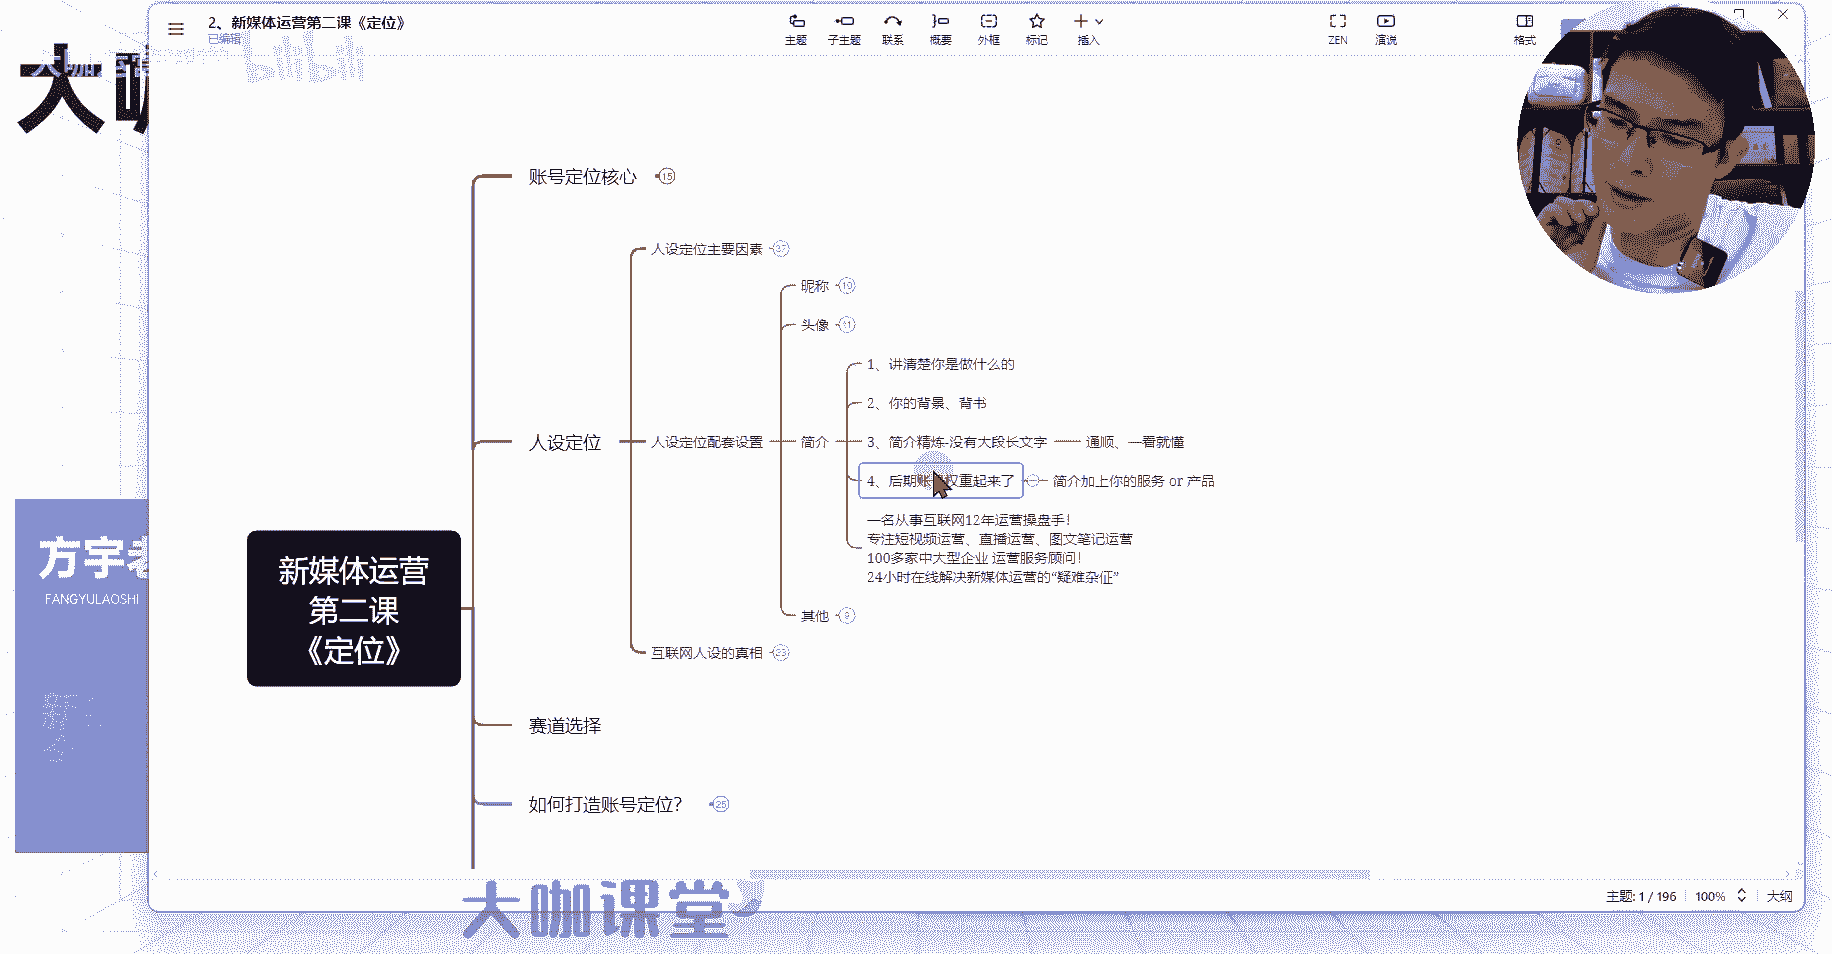 2、新媒体运营第二课《定位》
已编辑
主题
子主题
联系
概要
外框
标记
插入
ZEN
演说
格式
bilibili
大咖
账号定位核心
15
人设定位主要因素
37
昵称
10
头像
11
1、讲清楚你是做什么的
2、你的背景、背书
人设定位
人设定位配套设置
简介
3、简介精炼-没有大段长文字
通顺、一看就懂
4、后期账号权重起来了
简介加上你的服务 or 产品
一名从事互联网12年运营操盘手!
专注短视频运营、直播运营、图文笔记运营
100多家中大型企业 运营服务顾问!
24小时在线解决新媒体运营的“疑难杂症”
其他
9
互联网人设的真相
23
新媒体运营
第二课
《定位》
方宇老
FANGYULAOSHI
赛道选择
如何打造账号定位?
25
大咖课堂
主题: 1 / 196
100%
大纲